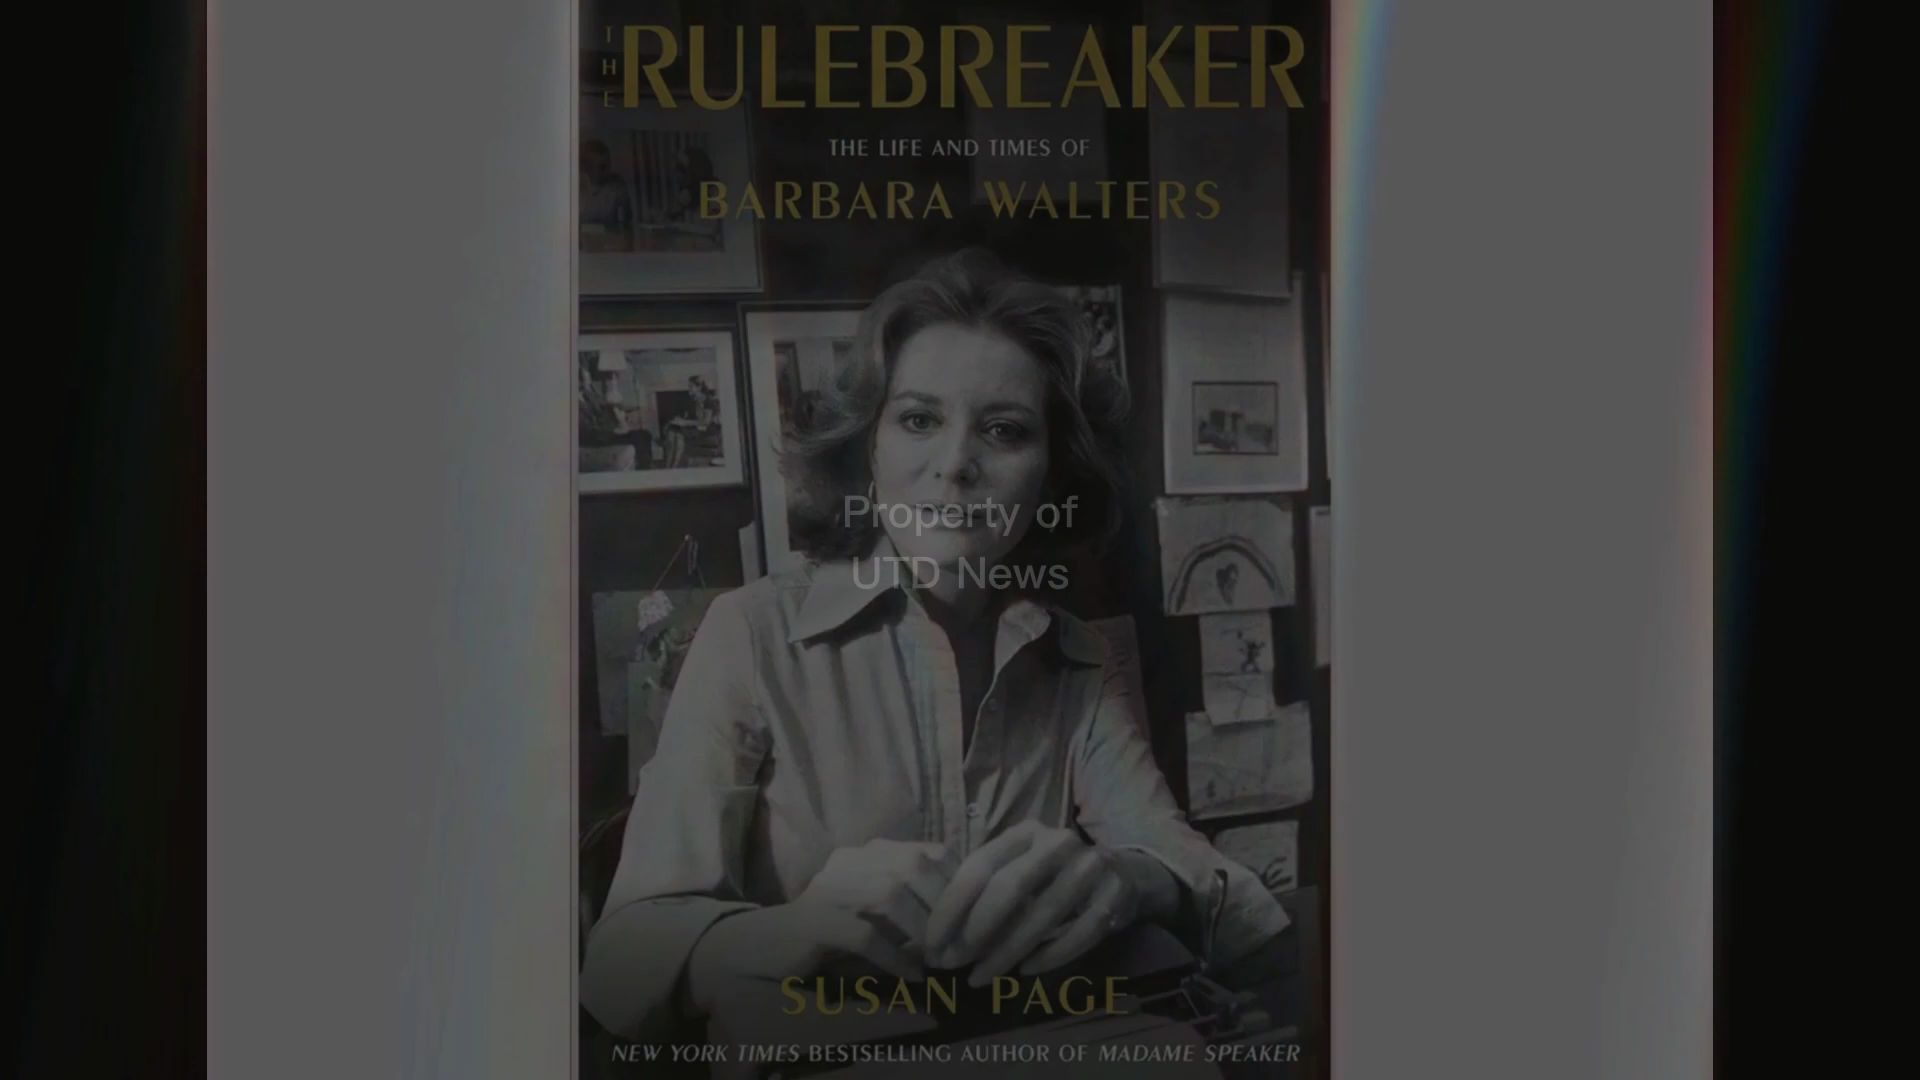 THE RULEBREAKER
THE LIFE AND TIMES OF
BARBARA WALTERS
Property of
UTD News
SUSAN PAGE
NEW YORK TIMES BESTSELLING AUTHOR OF MADAME SPEAKER